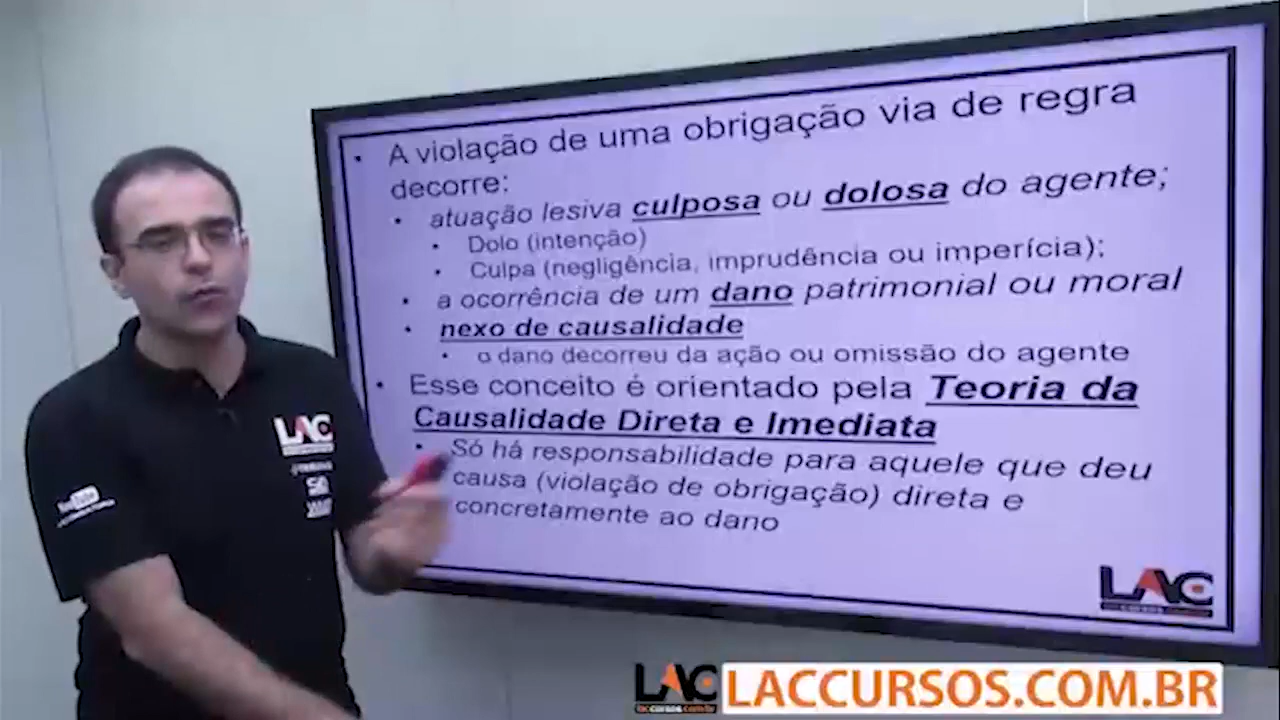 • A violação de uma obrigação via de regra
decorre:
• atuação lesiva culposa ou dolosa do agente;
• Dolo (intenção)
• Culpa (negligência, imprudência ou imperícia);
• a ocorrência de um dano patrimonial ou moral
• nexo de causalidade
• o dano decorreu da ação ou omissão do agente
• Esse conceito é orientado pela Teoria da
Causalidade Direta e Imediata
• Só há responsabilidade para aquele que deu
causa (violação de obrigação) direta e
concretamente ao dano
LAC
YouTube
LAC
LAC
LACCURSOS.COM.BR